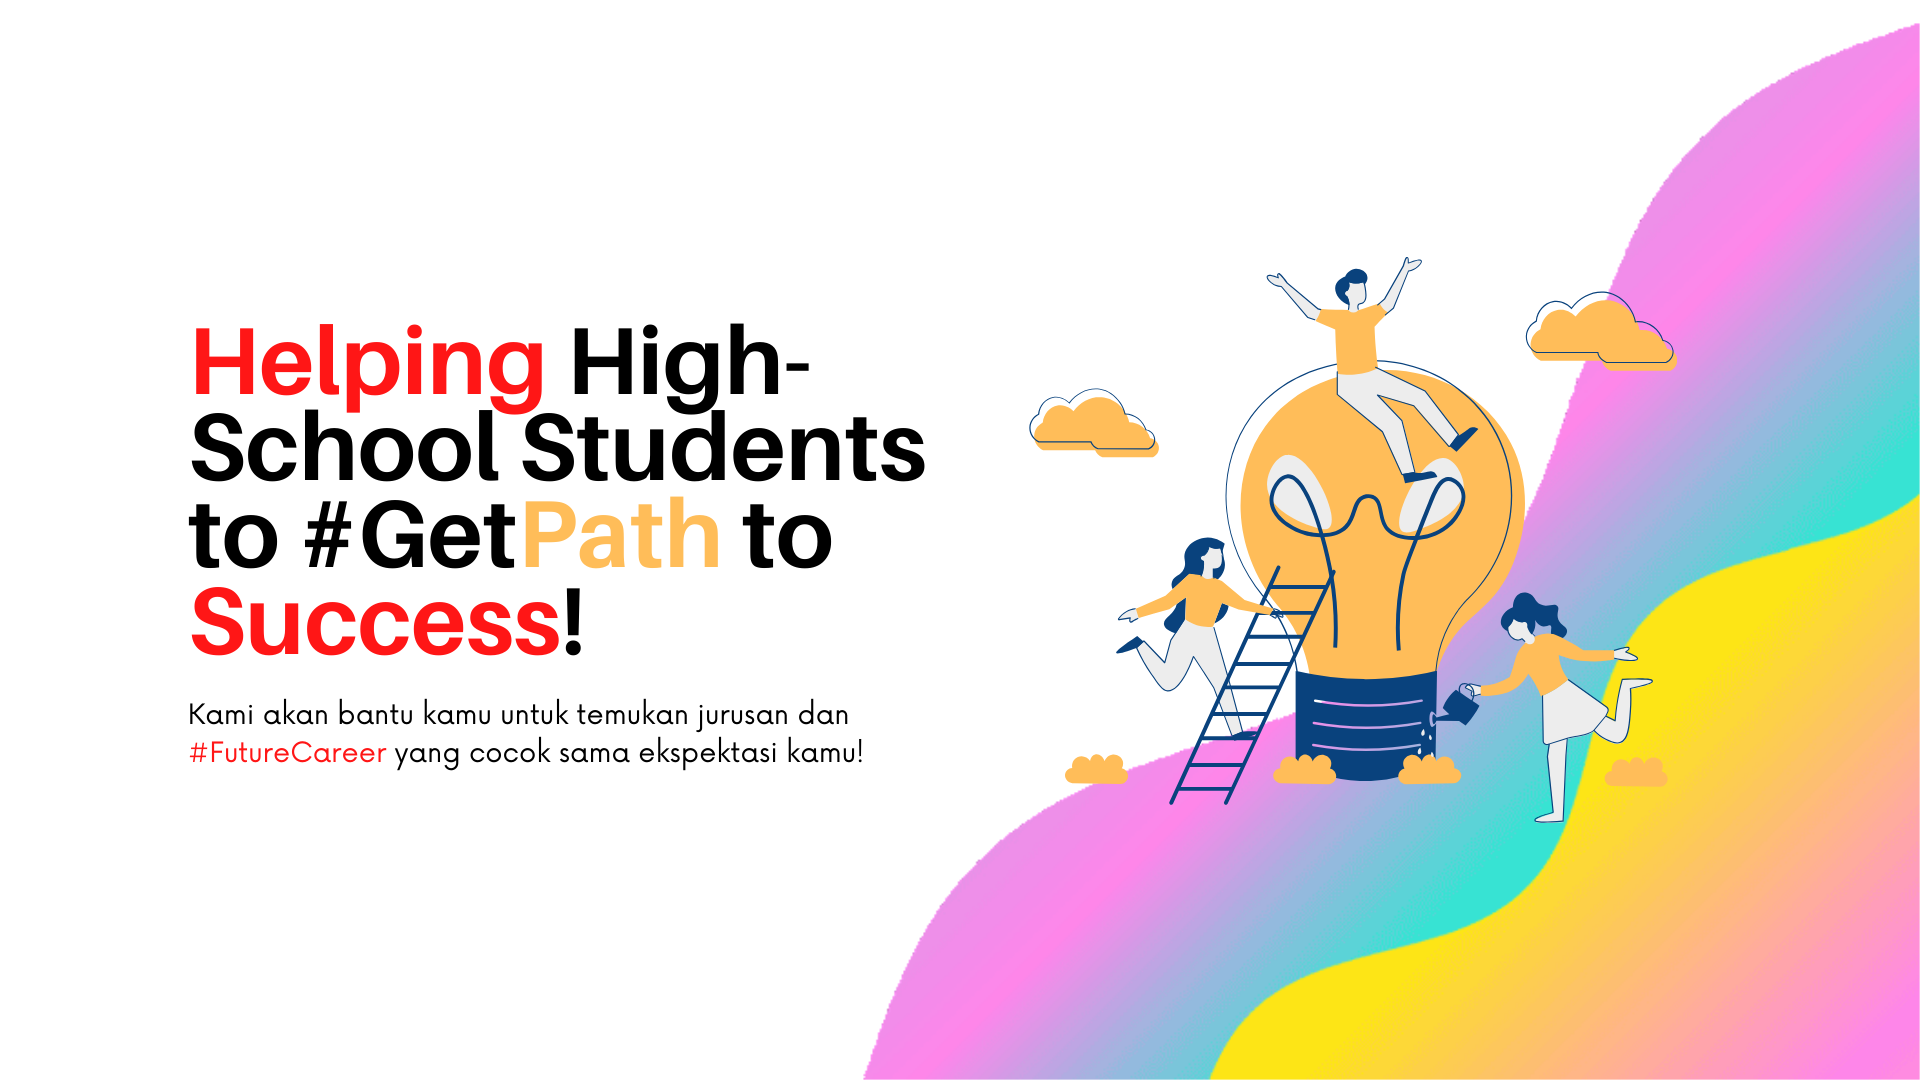 Helping High-
School Students
to #GetPath to
Success!
Kami akan bantu kamu untuk temukan jurusan dan
#FutureCareer yang cocok sama ekspektasi kamu!